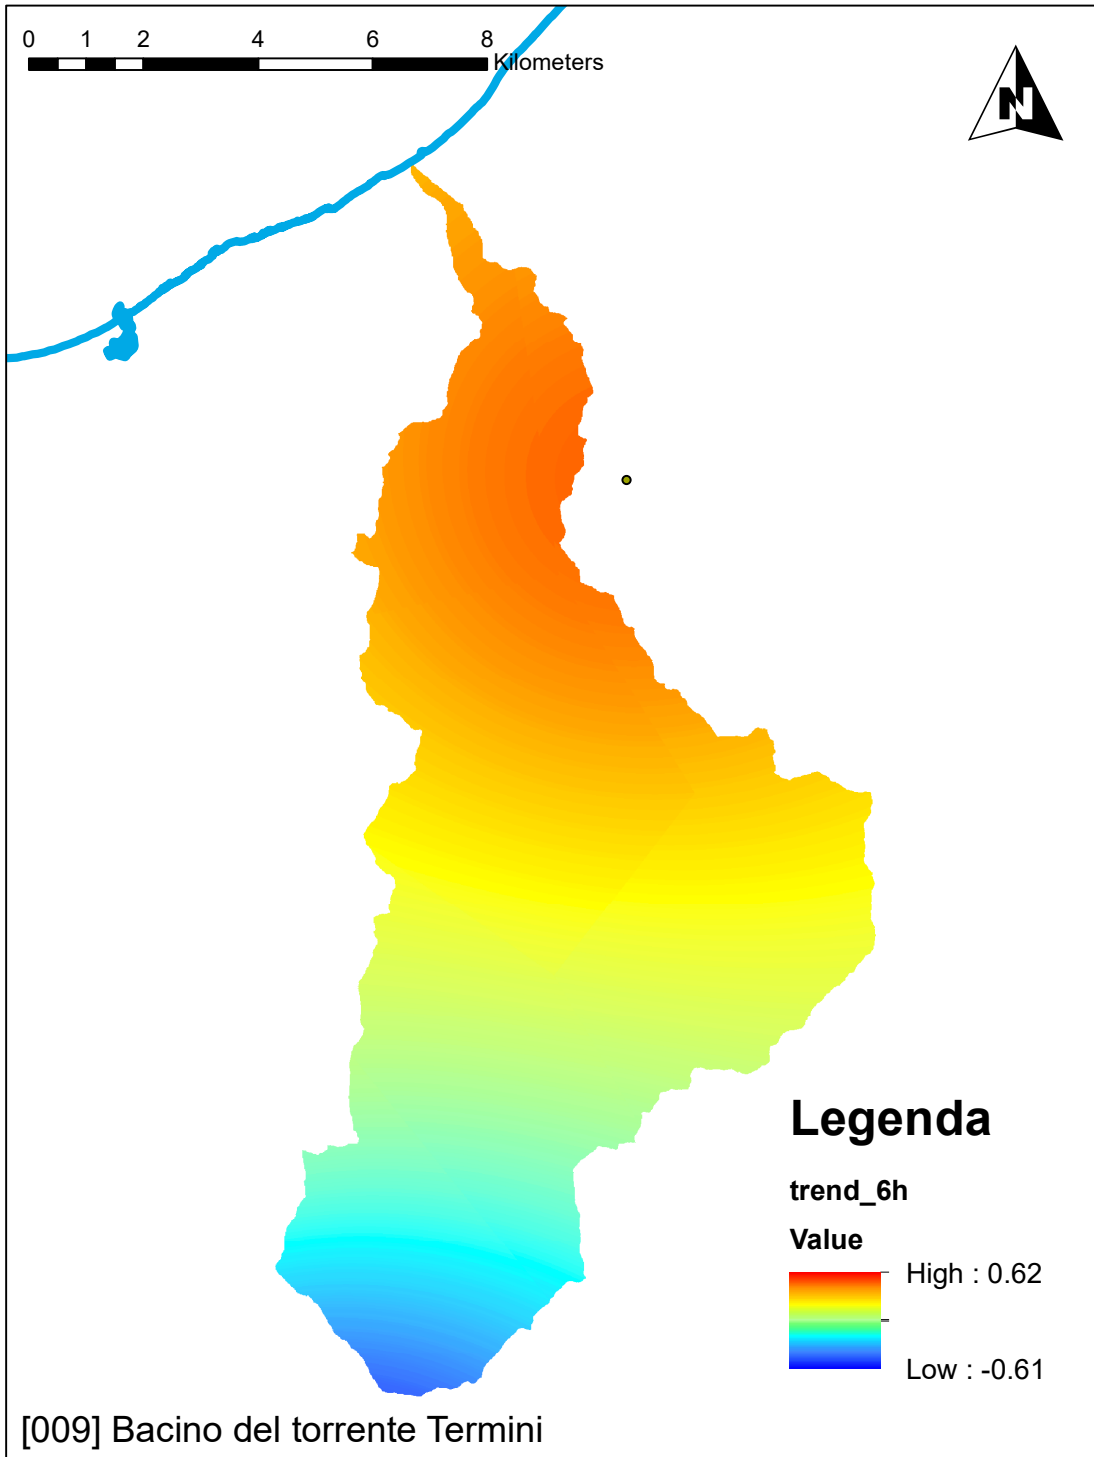 0 1 2 4 6 8
Kilometers
N
Legenda
trend_6h
Value
High : 0.62
Low : -0.61
[009] Bacino del torrente Termini